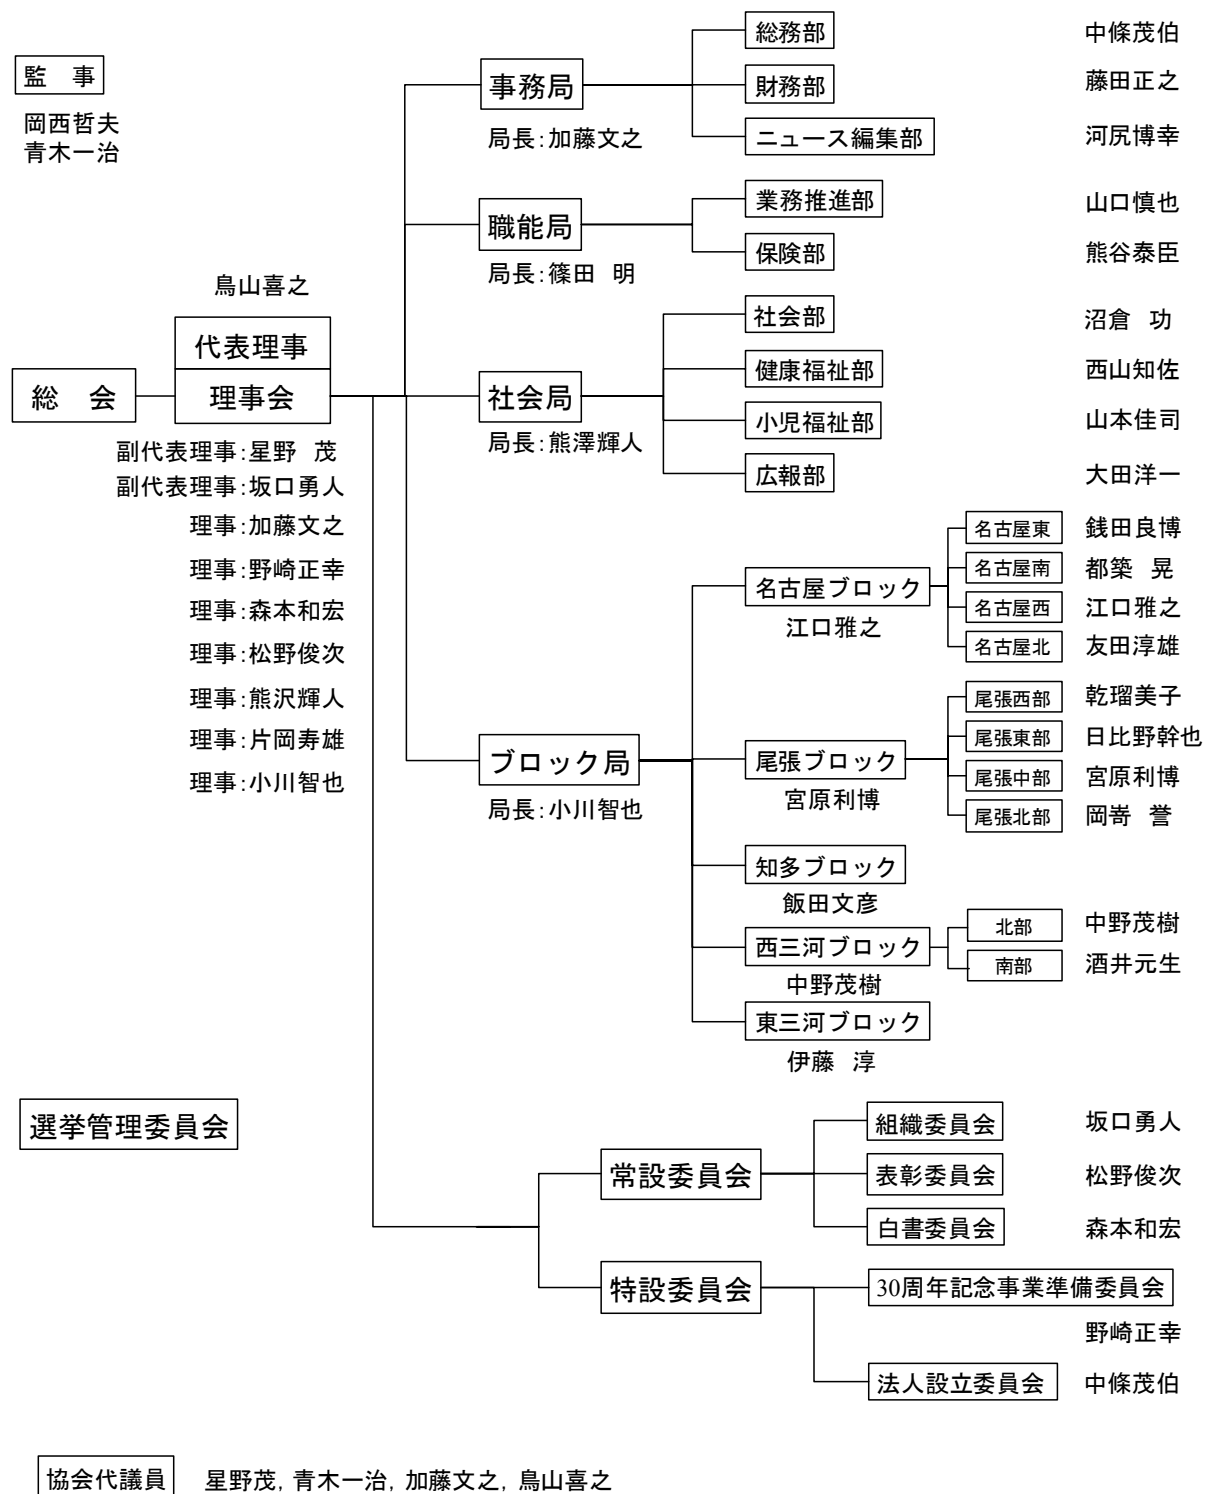 監　事
岡西哲夫
青木一治
総　会
鳥山喜之
代表理事
理事会
副代表理事：星野　茂
副代表理事：坂口勇人
理事：加藤文之
理事：野崎正幸
理事：森本和宏
理事：松野俊次
理事：熊沢輝人
理事：片岡寿雄
理事：小川智也
事務局
局長：加藤文之
総務部　中條茂伯
財務部　藤田正之
ニュース編集部　河尻博幸
職能局
局長：篠田　明
業務推進部　山口慎也
保険部　熊谷泰臣
社会局
局長：熊澤輝人
社会部　沼倉　功
健康福祉部　西山知佐
小児福祉部　山本佳司
広報部　大田洋一
ブロック局
局長：小川智也
名古屋ブロック
江口雅之
名古屋東　銭田良博
名古屋南　都築　晃
名古屋西　江口雅之
名古屋北　友田淳雄
尾張ブロック
宮原利博
尾張西部　乾瑠美子
尾張東部　日比野幹也
尾張中部　宮原利博
尾張北部　岡嵜　誉
知多ブロック
飯田文彦
西三河ブロック
中野茂樹
北部　中野茂樹
南部　酒井元生
東三河ブロック
伊藤　淳
選挙管理委員会
常設委員会
組織委員会　坂口勇人
表彰委員会　松野俊次
白書委員会　森本和宏
特設委員会
30周年記念事業準備委員会
野崎正幸
法人設立委員会　中條茂伯
協会代議員　星野茂, 青木一治, 加藤文之, 鳥山喜之